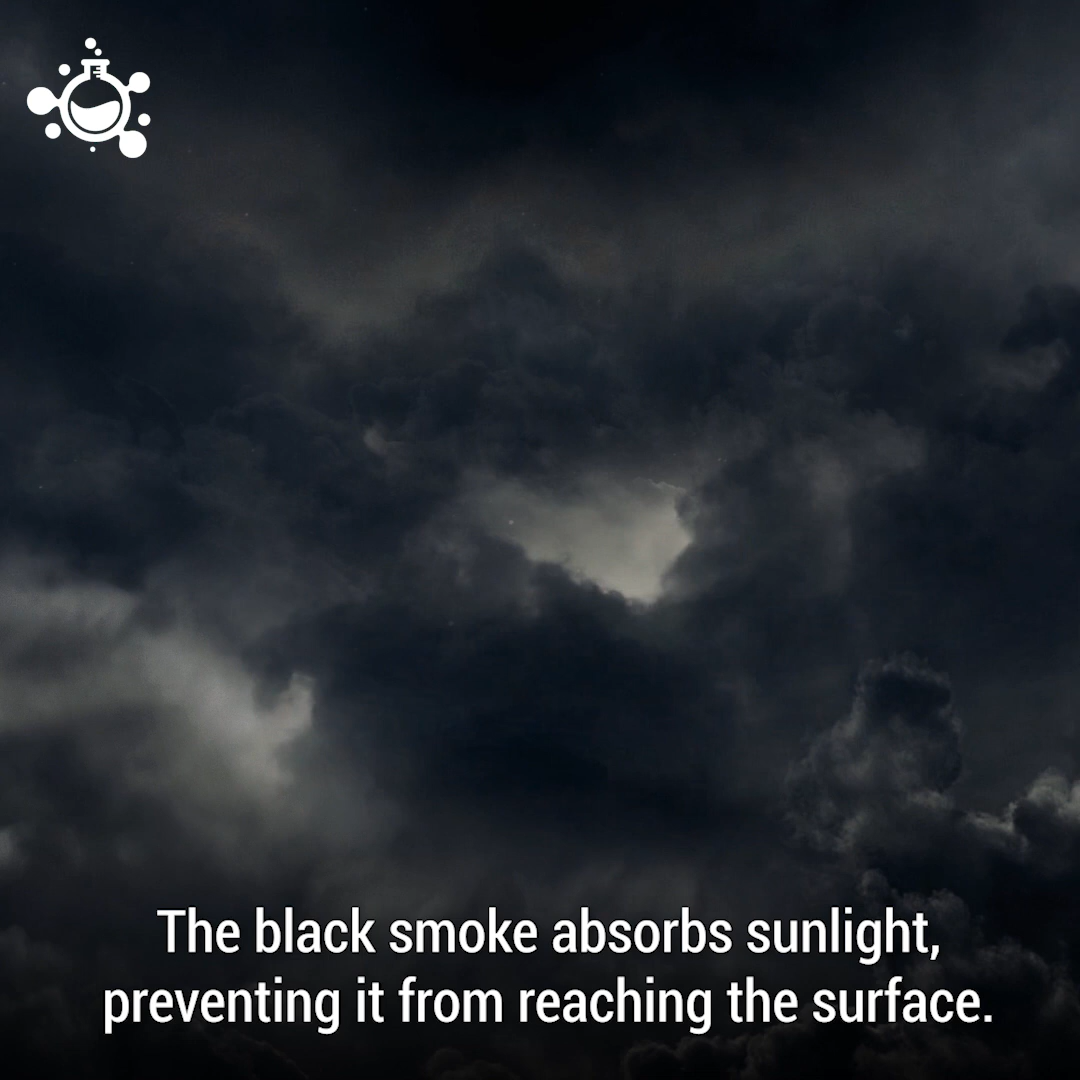 The black smoke absorbs sunlight,
preventing it from reaching the surface.